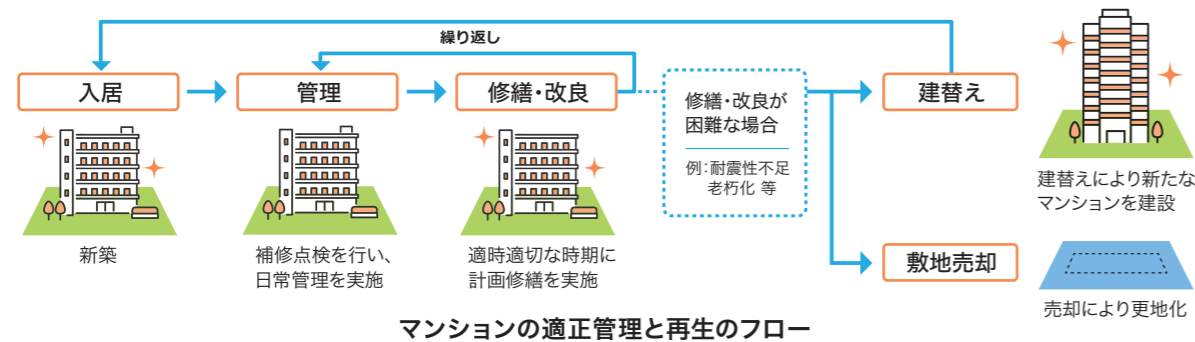 繰り返し
入居
管理
修繕・改良
修繕・改良が
困難な場合
例：耐震性不足
老朽化 等
建替え
敷地売却
新築
補修点検を行い、
日常管理を実施
適時適切な時期に
計画修繕を実施
建替えにより新たな
マンションを建設
売却により更地化
マンションの適正管理と再生のフロー